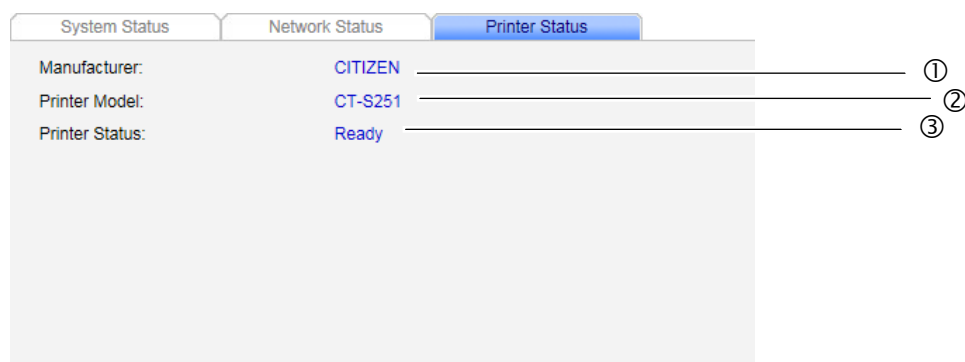 System Status Network Status Printer Status
Manufacturer: CITIZEN ①
Printer Model: CT-S251 ②
Printer Status: Ready ③